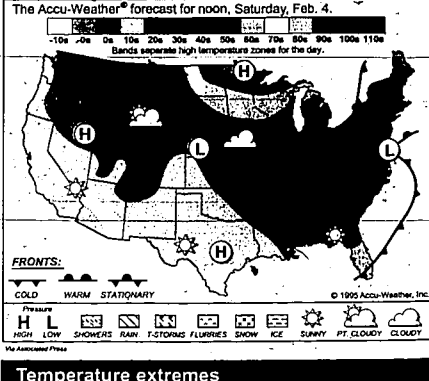 The Accu-Weather® forecast for noon, Saturday, Feb. 4.
-10s -0s 0s 10s 20s 30s 40s 50s 60s 70s 80s 90s 100s 110s
Bands separate high temperature zones for the day.
H
H
L
L
H
FRONTS:
COLD WARM STATIONARY
© 1995 Accu-Weather, Inc.
Pressure
H L
HIGH LOW SHOWERS RAIN T-STORMS FLURRIES SNOW ICE SUNNY PT. CLOUDY CLOUDY
Via Associated Press
Temperature extremes